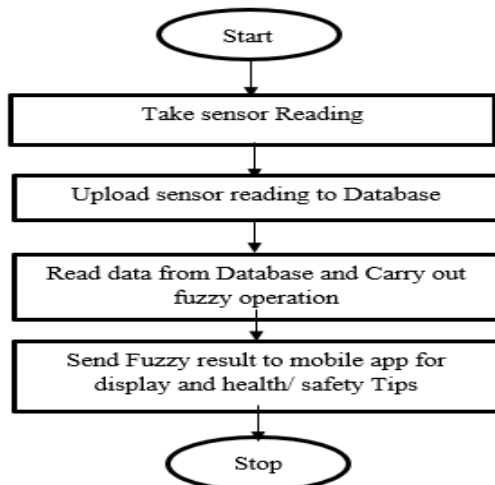 Start
Take sensor Reading
Upload sensor reading to Database
Read data from Database and Carry out
fuzzy operation
Send Fuzzy result to mobile app for
display and health/ safety Tips
Stop